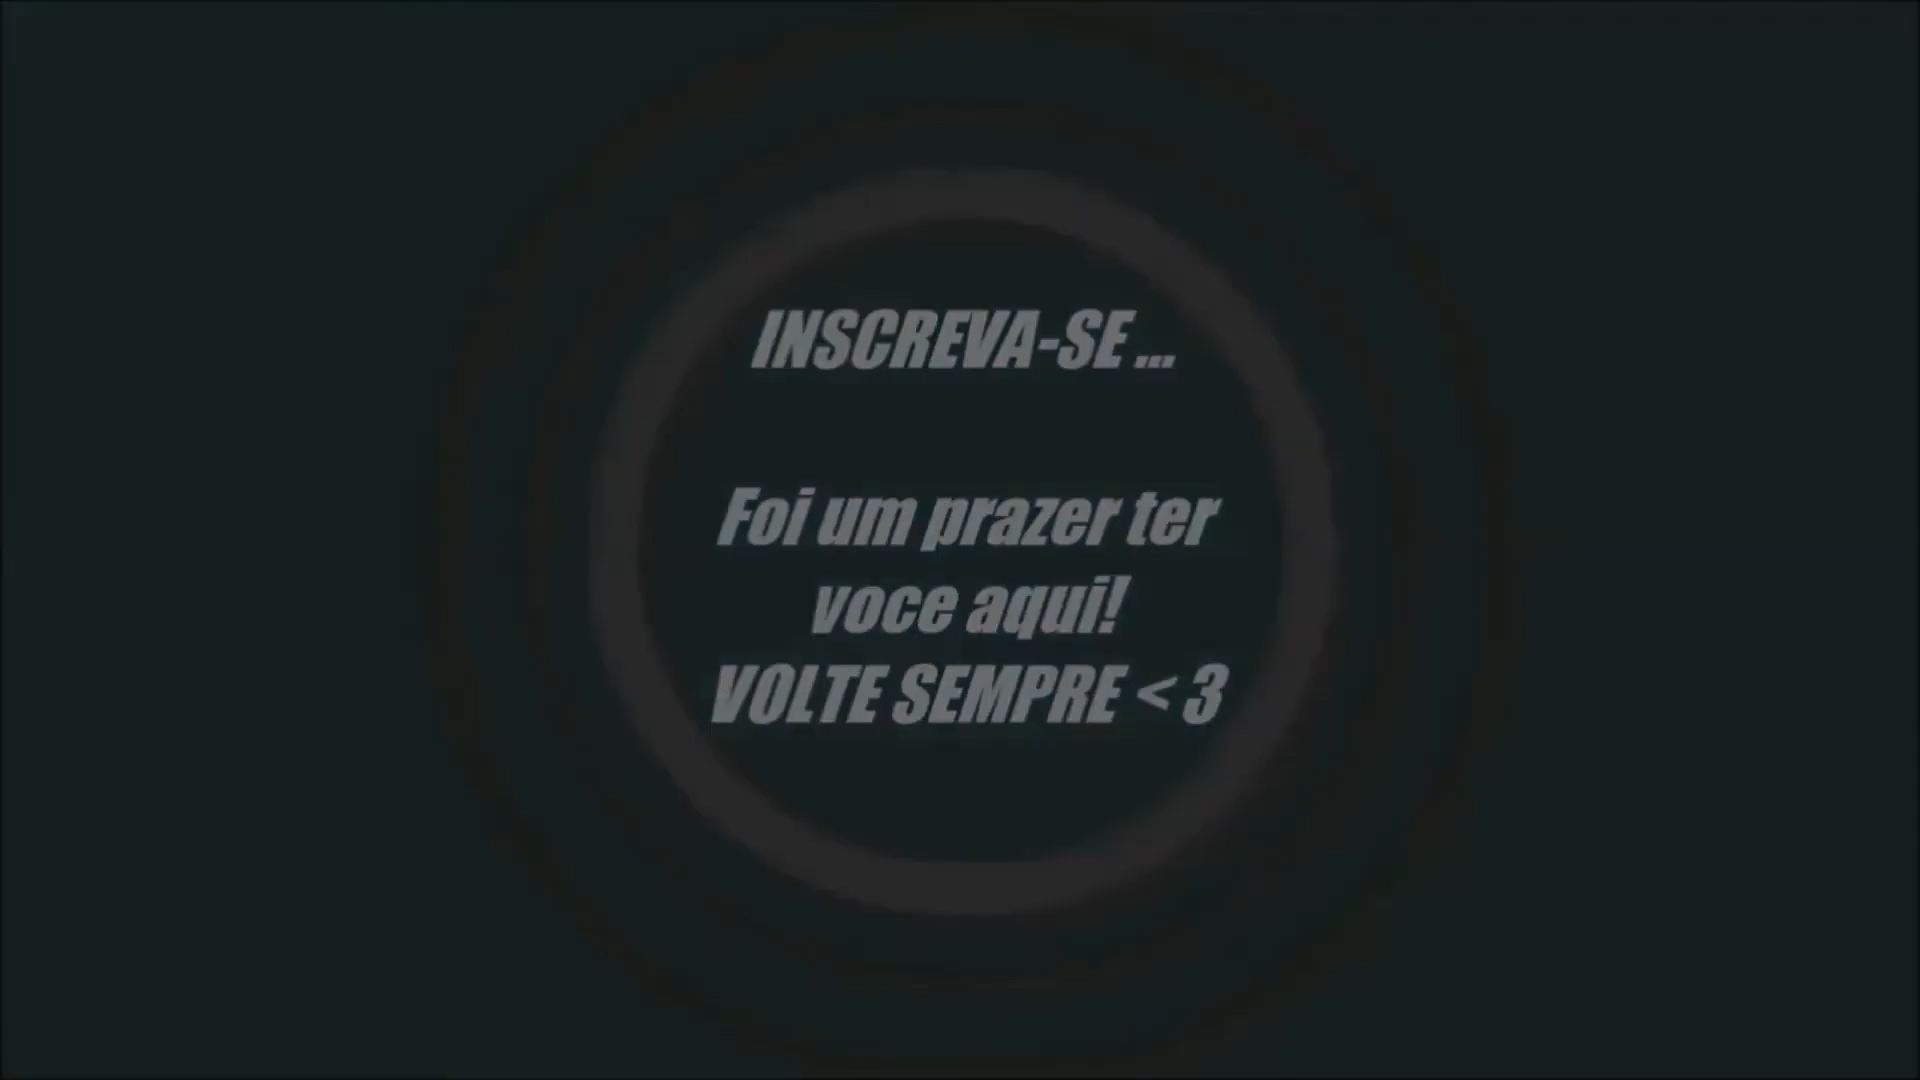 INSCREVA-SE ...
Foi um prazer ter
voce aqui!
VOLTE SEMPRE < 3